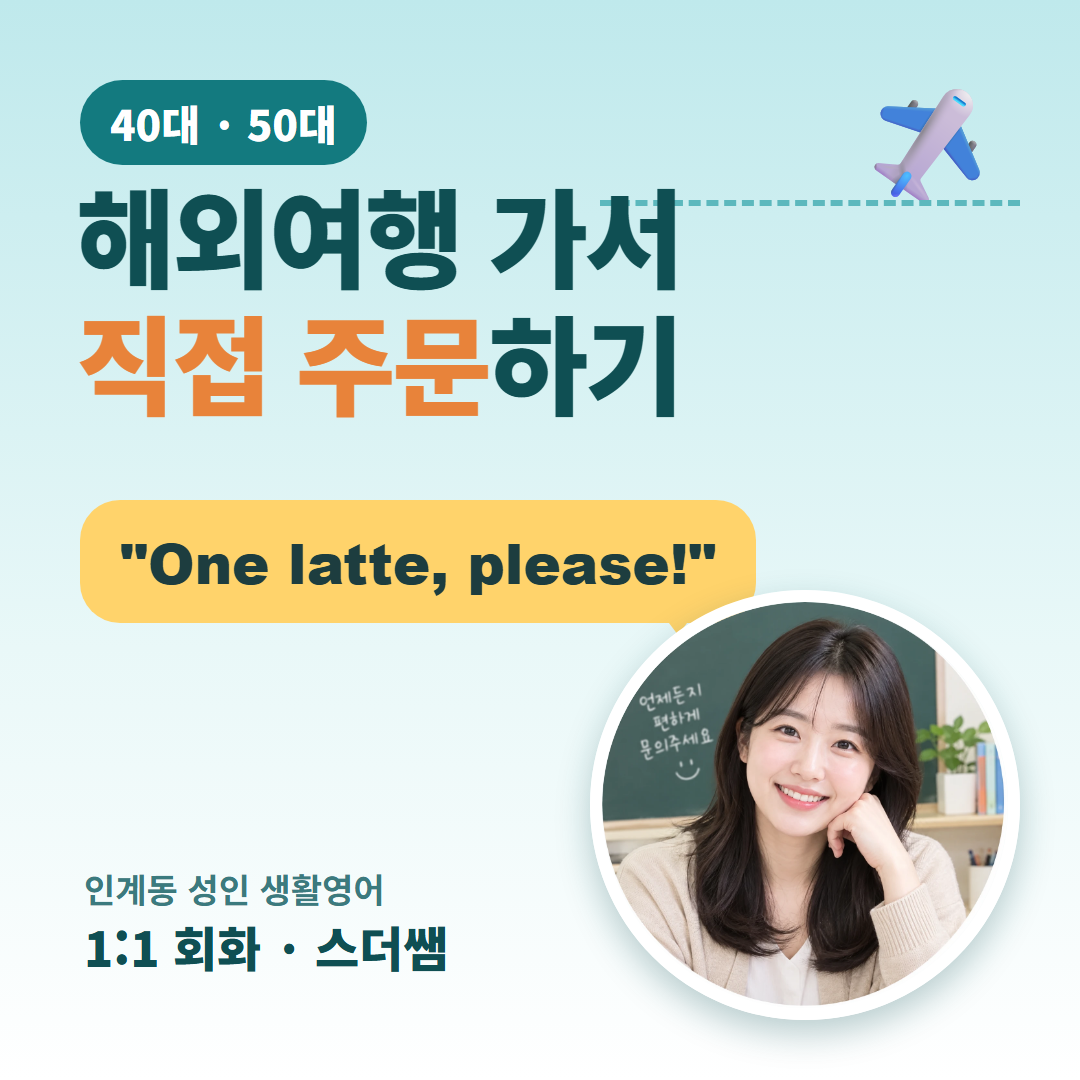 40대 · 50대
해외여행 가서
직접 주문하기
"One latte, please!"
언제든지
편하게
문의주세요
인계동 성인 생활영어
1:1 회화 · 스더쌤